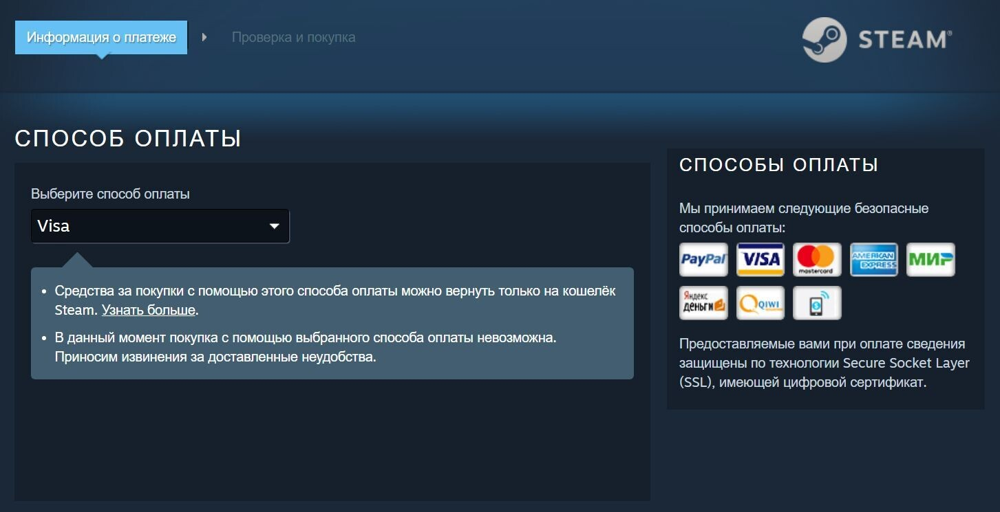 Информация о платеже
Проверка и покупка
STEAM®
СПОСОБ ОПЛАТЫ
Выберите способ оплаты
Visa
• Средства за покупки с помощью этого способа оплаты можно вернуть только на кошелёк
Steam. Узнать больше.
• В данный момент покупка с помощью выбранного способа оплаты невозможна.
Приносим извинения за доставленные неудобства.
СПОСОБЫ ОПЛАТЫ
Мы принимаем следующие безопасные
способы оплаты:
PayPal VISA mastercard AMERICAN EXPRESS МИР
Яндекс деньги QIWI
Предоставляемые вами при оплате сведения
защищены по технологии Secure Socket Layer
(SSL), имеющей цифровой сертификат.